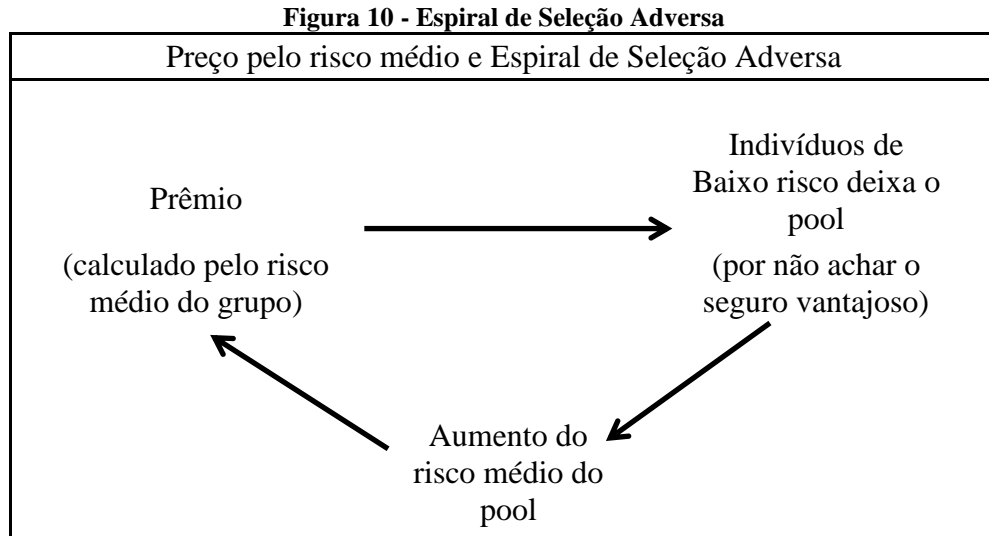 Figura 10 - Espiral de Seleção Adversa
Preço pelo risco médio e Espiral de Seleção Adversa
Prêmio
(calculado pelo risco
médio do grupo)
Indivíduos de
Baixo risco deixa o
pool
(por não achar o
seguro vantajoso)
Aumento do
risco médio do
pool